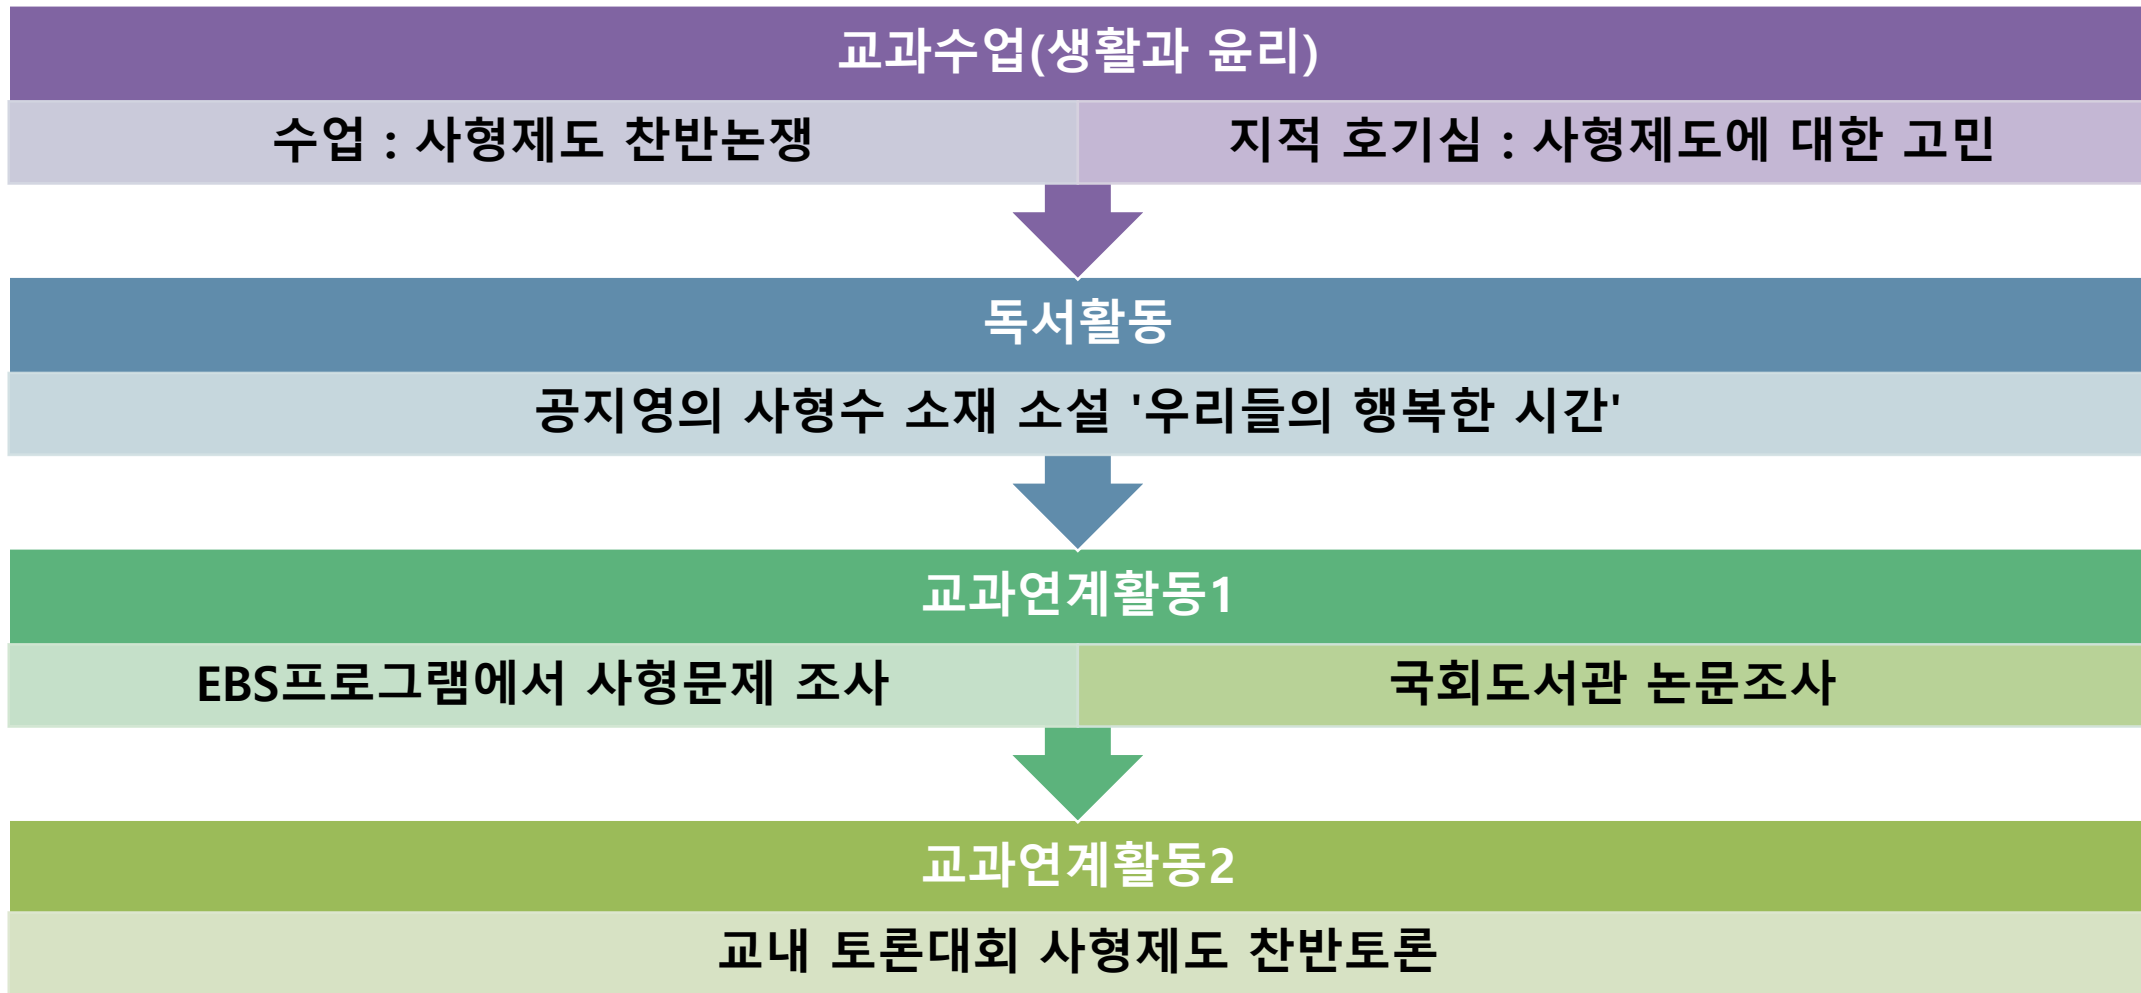 교과수업(생활과 윤리)
수업 : 사형제도 찬반논쟁
지적 호기심 : 사형제도에 대한 고민
독서활동
공지영의 사형수 소재 소설 '우리들의 행복한 시간'
교과연계활동1
EBS프로그램에서 사형문제 조사
국회도서관 논문조사
교과연계활동2
교내 토론대회 사형제도 찬반토론